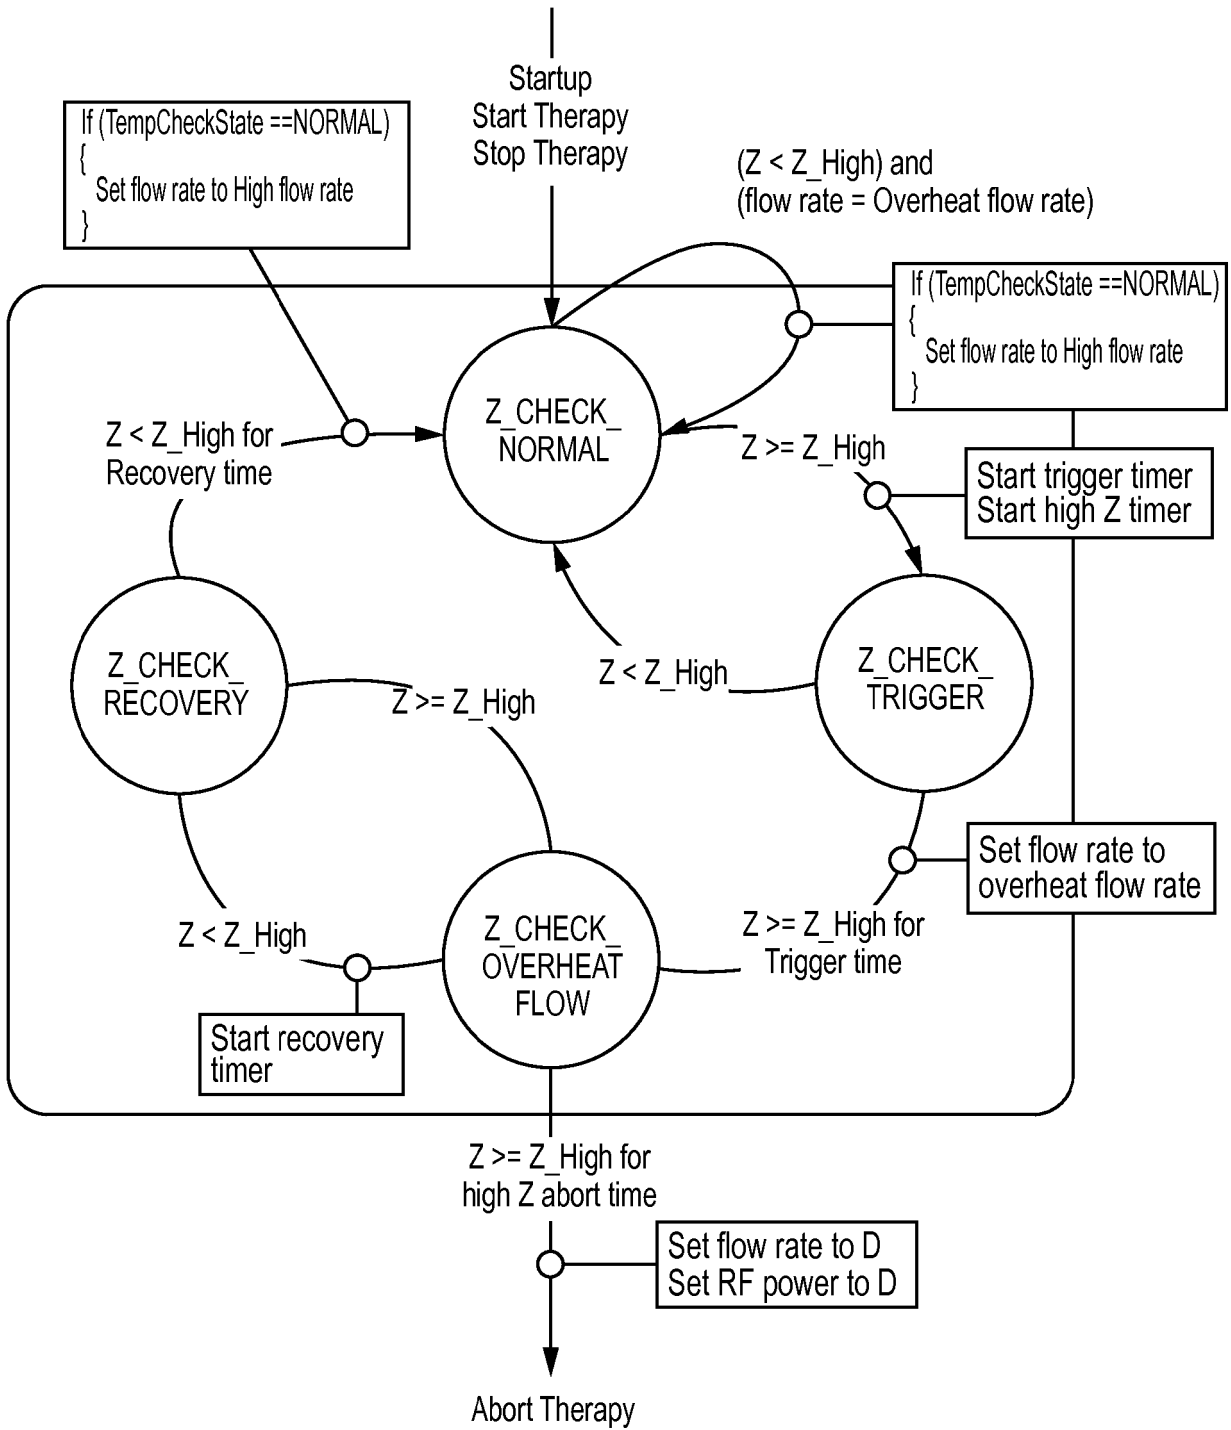 Startup
Start Therapy
Stop Therapy
If (TempCheckState ==NORMAL)
{
Set flow rate to High flow rate
}
(Z < Z_High) and
(flow rate = Overheat flow rate)
If (TempCheckState ==NORMAL)
{
Set flow rate to High flow rate
}
Z_CHECK_
NORMAL
Z < Z_High for
Recovery time
Z >= Z_High
Start trigger timer
Start high Z timer
Z_CHECK_
RECOVERY
Z >= Z_High
Z < Z_High
Z_CHECK_
TRIGGER
Set flow rate to
overheat flow rate
Z < Z_High
Z_CHECK_
OVERHEAT
FLOW
Z >= Z_High for
Trigger time
Start recovery
timer
Z >= Z_High for
high Z abort time
Set flow rate to D
Set RF power to D
Abort Therapy